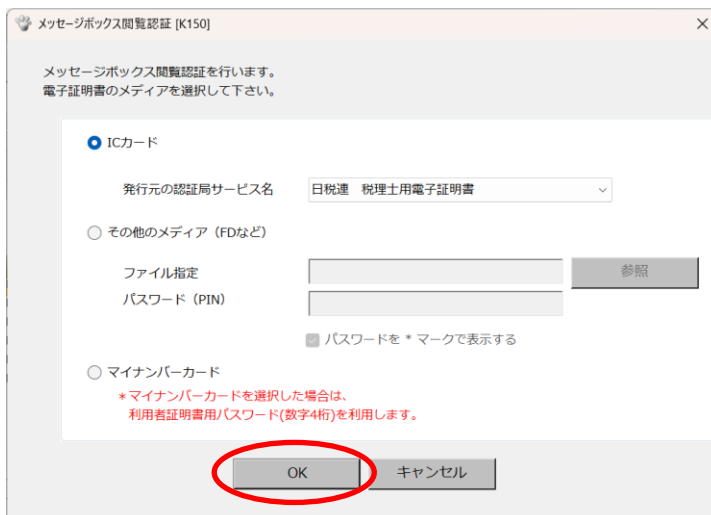 メッセージボックス閲覧認証 [K150]
メッセージボックス閲覧認証を行います。
電子証明書のメディアを選択して下さい。
ICカード
発行元の認証局サービス名
日税連 税理士用電子証明書
その他のメディア（FDなど）
ファイル指定
参照
パスワード（PIN）
パスワードを * マークで表示する
マイナンバーカード
*マイナンバーカードを選択した場合は、
利用者証明書用パスワード(数字4桁)を利用します。
OK キャンセル